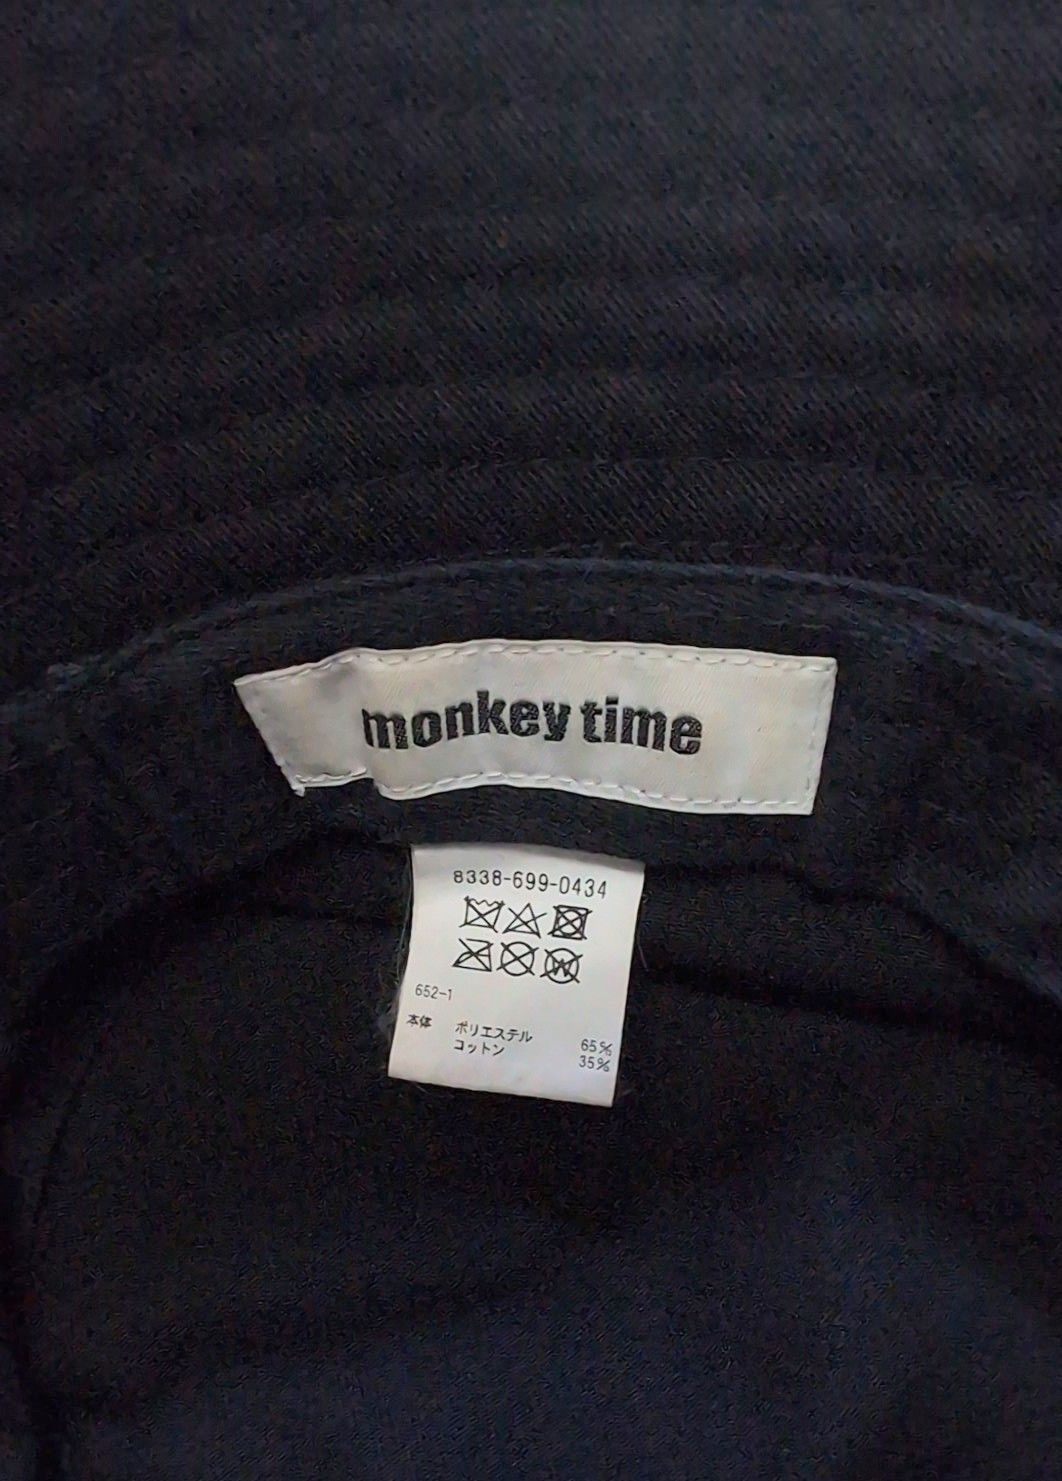 monkey time
8338-699-0434
W
652-1
本体 ポリエステル 65%
コットン 35%